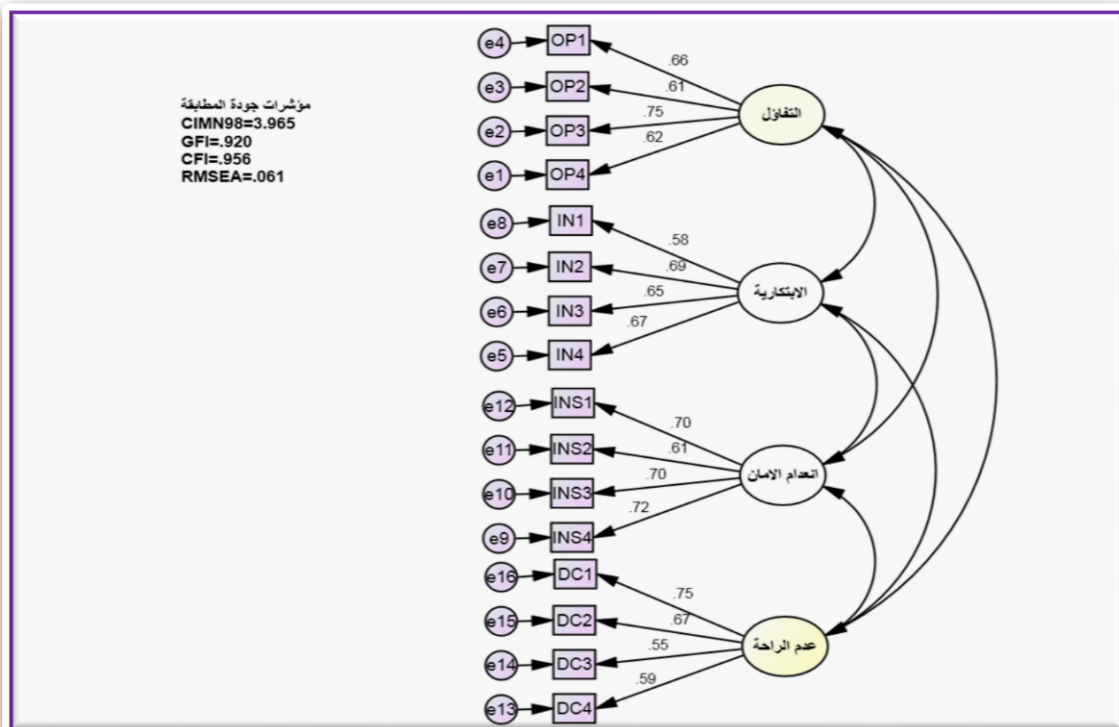 e4 OP1 .66
e3 OP2 .61
e2 OP3 .75
e1 OP4 .62
التفاؤل
مؤشرات جودة المطابقة
CIMN98=3.965
GFI=.920
CFI=.956
RMSEA=.061
e8 IN1 .58
e7 IN2 .69
e6 IN3 .65
e5 IN4 .67
الابتكارية
e12 INS1 .70
e11 INS2 .61
e10 INS3 .70
e9 INS4 .72
انعدام الامان
e16 DC1 .75
e15 DC2 .67
e14 DC3 .55
e13 DC4 .59
عدم الراحة